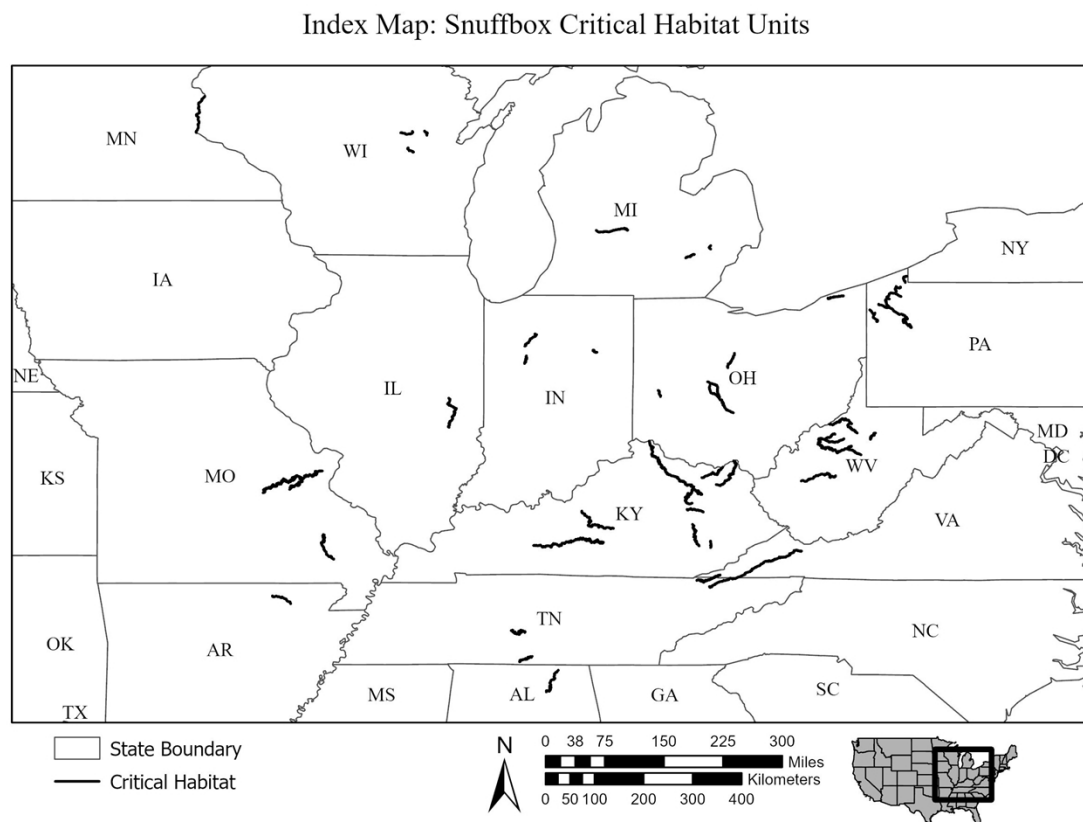 Index Map: Snuffbox Critical Habitat Units
MN
WI
MI
NY
IA
PA
NE
IL
IN
OH
MD
DC
KS
MO
WV
KY
VA
OK
AR
TN
NC
TX
MS
AL
GA
SC
State Boundary
Critical Habitat
N
0 38 75 150 225 300
Miles
Kilometers
0 50 100 200 300 400